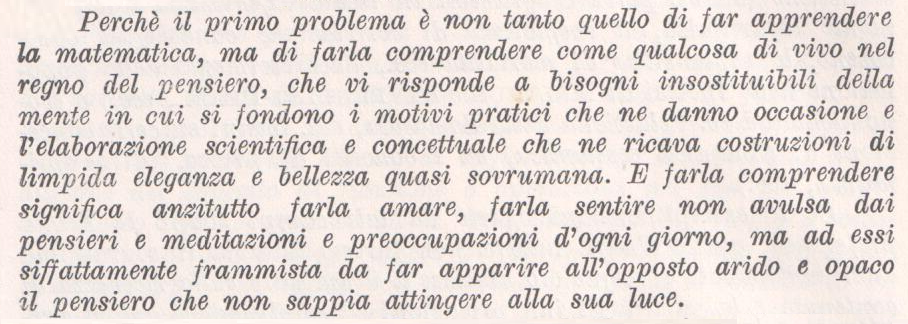 Perchè il primo problema è non tanto quello di far apprendere
la matematica, ma di farla comprendere come qualcosa di vivo nel
regno del pensiero, che vi risponde a bisogni insostituibili della
mente in cui si fondono i motivi pratici che ne danno occasione e
l'elaborazione scientifica e concettuale che ne ricava costruzioni di
limpida eleganza e bellezza quasi sovrumana. E farla comprendere
significa anzitutto farla amare, farla sentire non avulsa dai
pensieri e meditazioni e preoccupazioni d'ogni giorno, ma ad essi
siffattamente frammista da far apparire all'opposto arido e opaco
il pensiero che non sappia attingere alla sua luce.